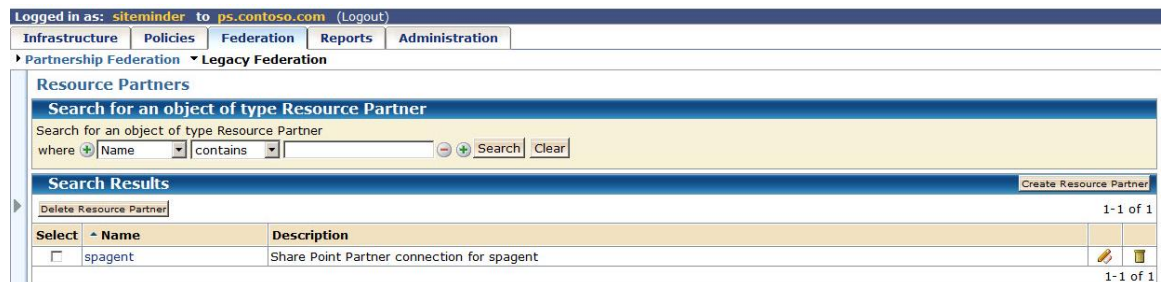 Logged in as: siteminder to ps.contoso.com (Logout)
Infrastructure Policies Federation Reports Administration
Partnership Federation Legacy Federation
Resource Partners
Search for an object of type Resource Partner
Search for an object of type Resource Partner
where Name contains Search Clear
Search Results Create Resource Partner
Delete Resource Partner 1-1 of 1
Select Name Description
spagent Share Point Partner connection for spagent
1-1 of 1